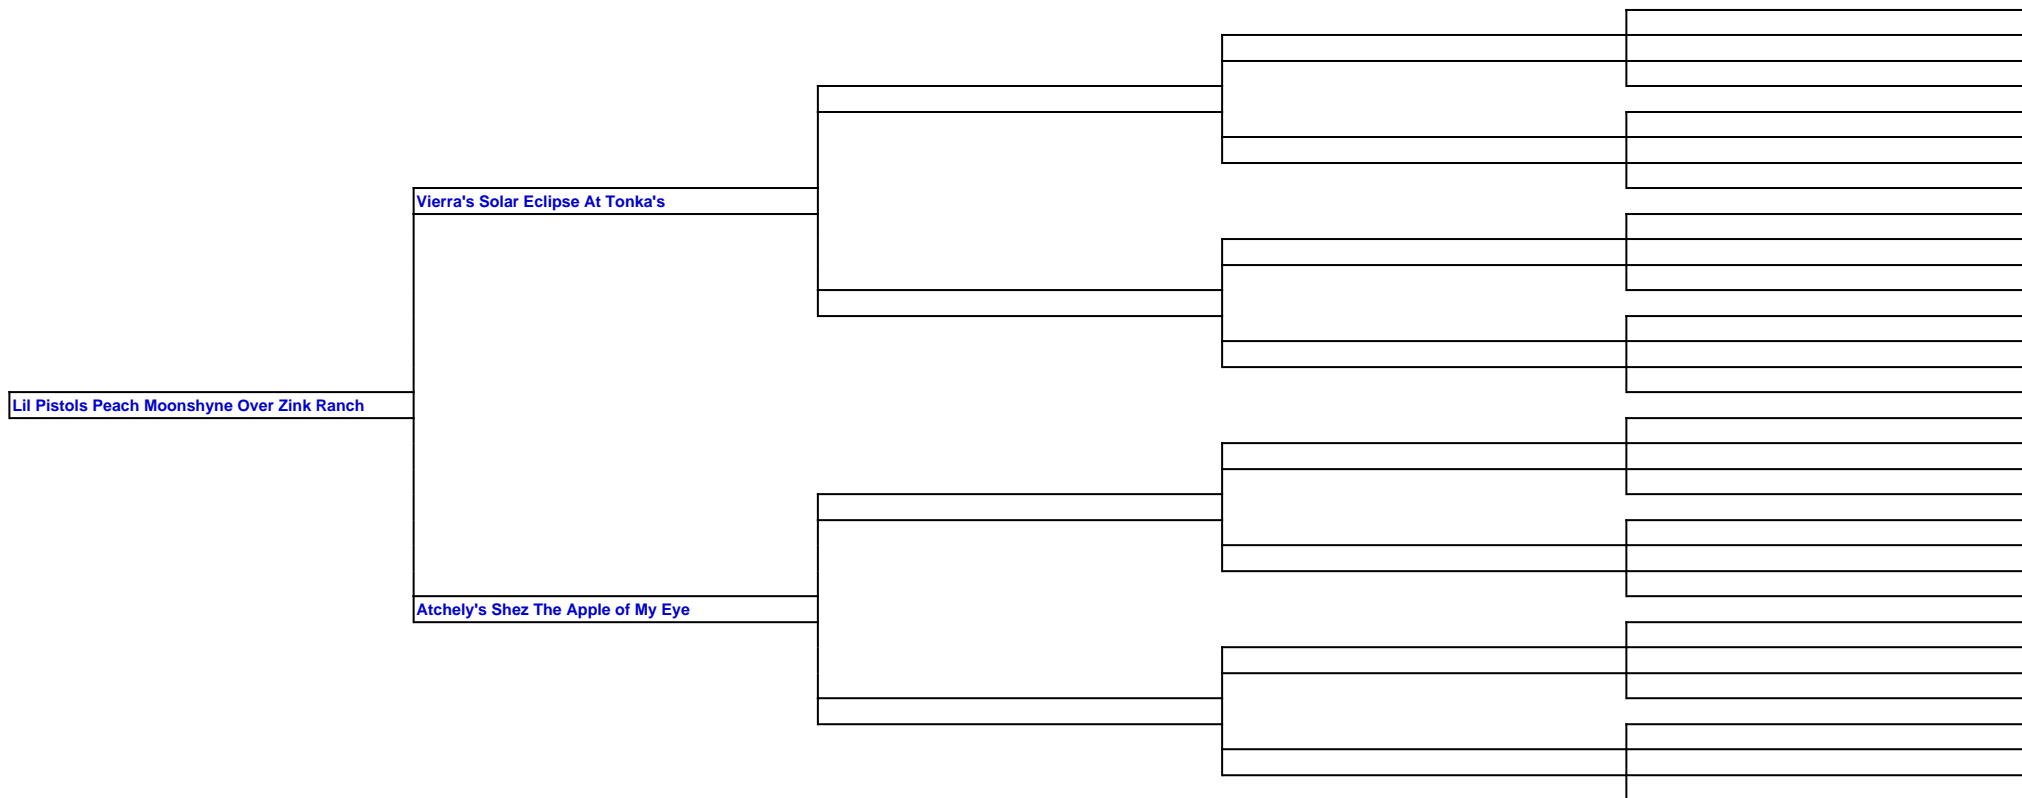 Vierra's Solar Eclipse At Tonka's
Lil Pistols Peach Moonshyne Over Zink Ranch
Atchely's Shez The Apple of My Eye